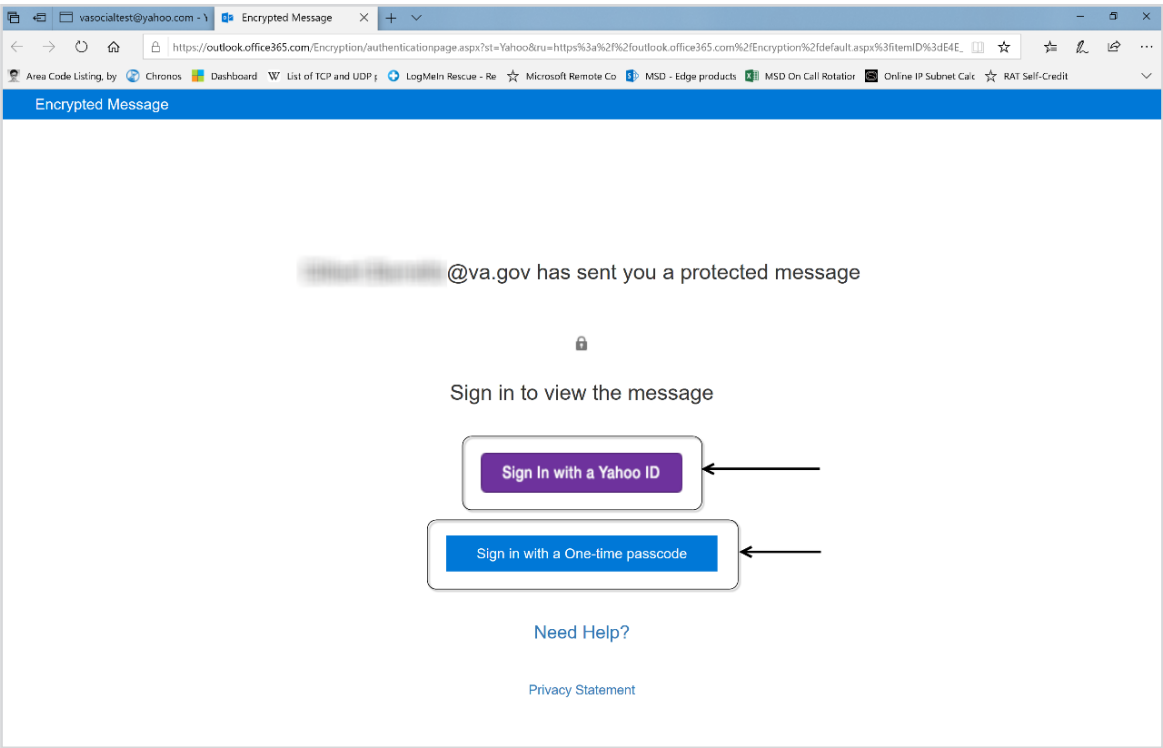 vasocialtest@yahoo.com - Y
Encrypted Message
https://outlook.office365.com/Encryption/authenticationpage.aspx?st=Yahoo&ru=https%3a%2f%2foutlook.office365.com%2fEncryption%2fdefault.aspx%3fitemID%3dE4E_
Area Code Listing, by Chronos Dashboard List of TCP and UDP p LogMeIn Rescue - Re Microsoft Remote Co MSD - Edge products MSD On Call Rotation Online IP Subnet Calc RAT Self-Credit
Encrypted Message
@va.gov has sent you a protected message
Sign in to view the message
Sign In with a Yahoo ID
Sign in with a One-time passcode
Need Help?
Privacy Statement